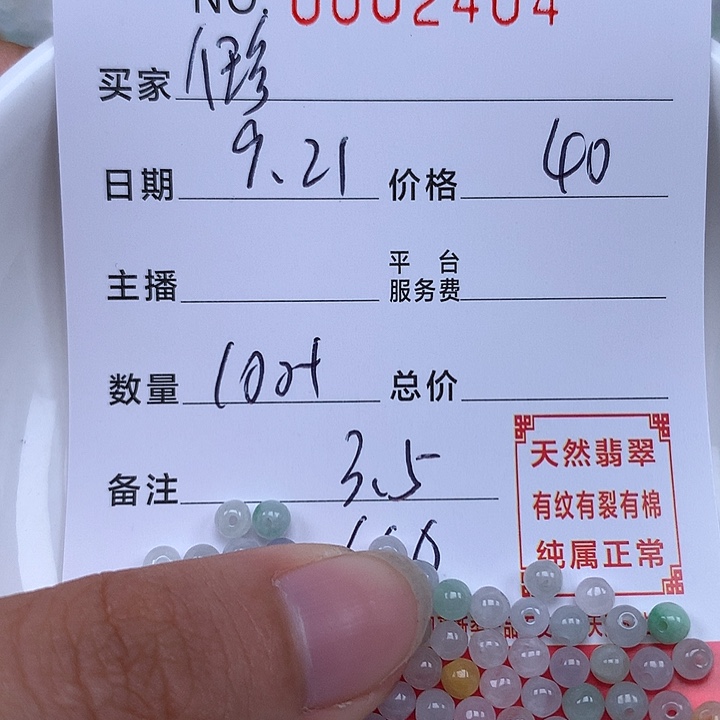 NO. 0002404
买家
日期 9.21 价格 40
主播 平台服务费
数量 总价
备注 3.5
天然翡翠
有纹有裂有棉
纯属正常